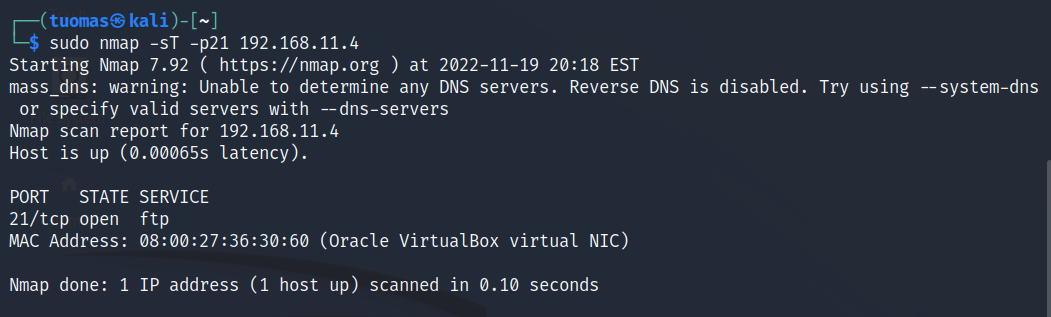 ┌──(tuomas㉿kali)-[~]
└─$ sudo nmap -sT -p21 192.168.11.4
Starting Nmap 7.92 ( https://nmap.org ) at 2022-11-19 20:18 EST
mass_dns: warning: Unable to determine any DNS servers. Reverse DNS is disabled. Try using --system-dns
 or specify valid servers with --dns-servers
Nmap scan report for 192.168.11.4
Host is up (0.00065s latency).

PORT   STATE SERVICE
21/tcp open  ftp
MAC Address: 08:00:27:36:30:60 (Oracle VirtualBox virtual NIC)

Nmap done: 1 IP address (1 host up) scanned in 0.10 seconds